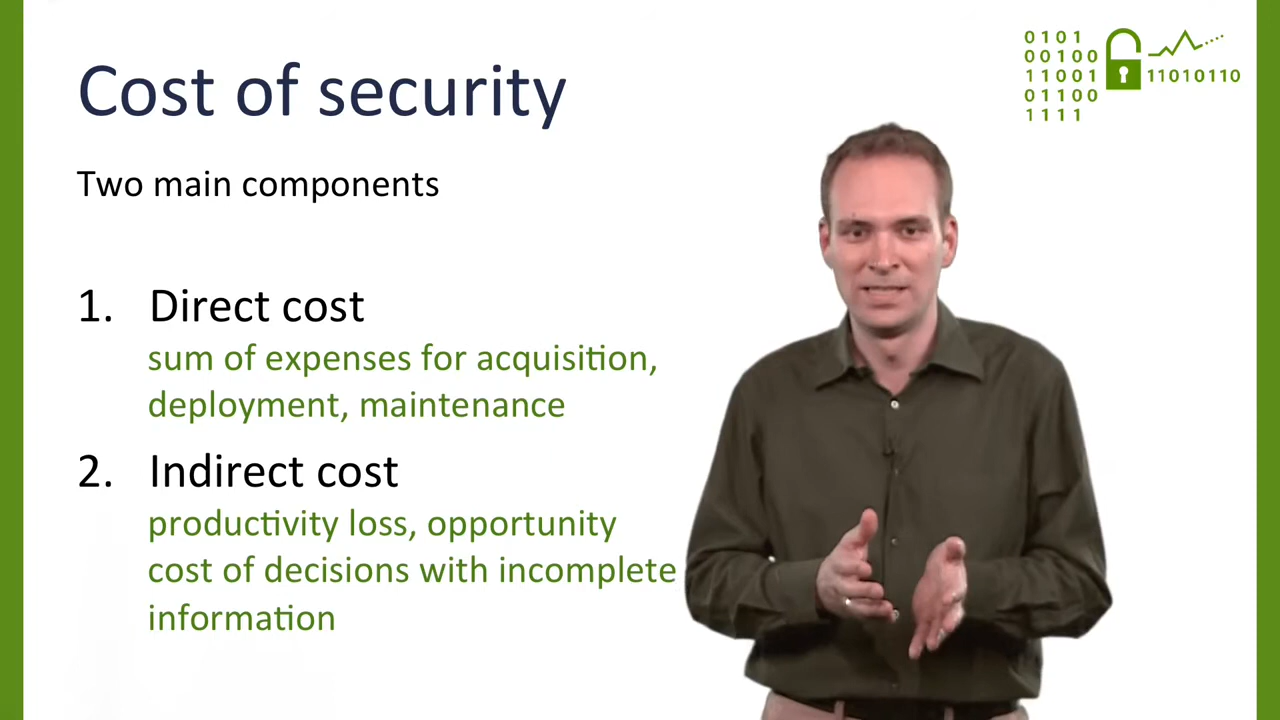 Cost of security
Two main components
1. Direct cost
sum of expenses for acquisition,
deployment, maintenance
2. Indirect cost
productivity loss, opportunity
cost of decisions with incomplete
information
0101
00100
11001
01100
1111
11010110